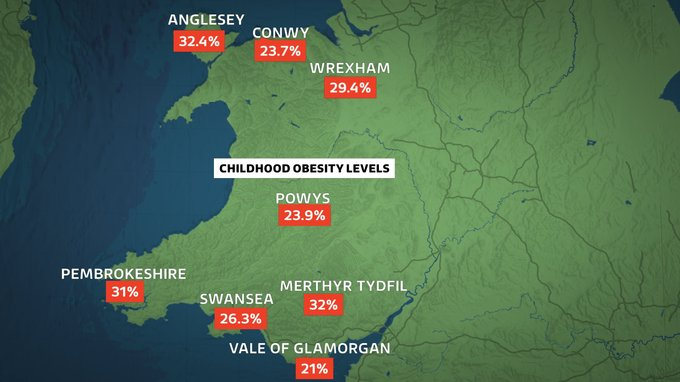 ANGLESEY
32.4%
CONWY
23.7%
WREXHAM
29.4%
CHILDHOOD OBESITY LEVELS
POWYS
23.9%
PEMBROKESHIRE
31%
SWANSEA
26.3%
MERTHYR TYDFIL
32%
VALE OF GLAMORGAN
21%